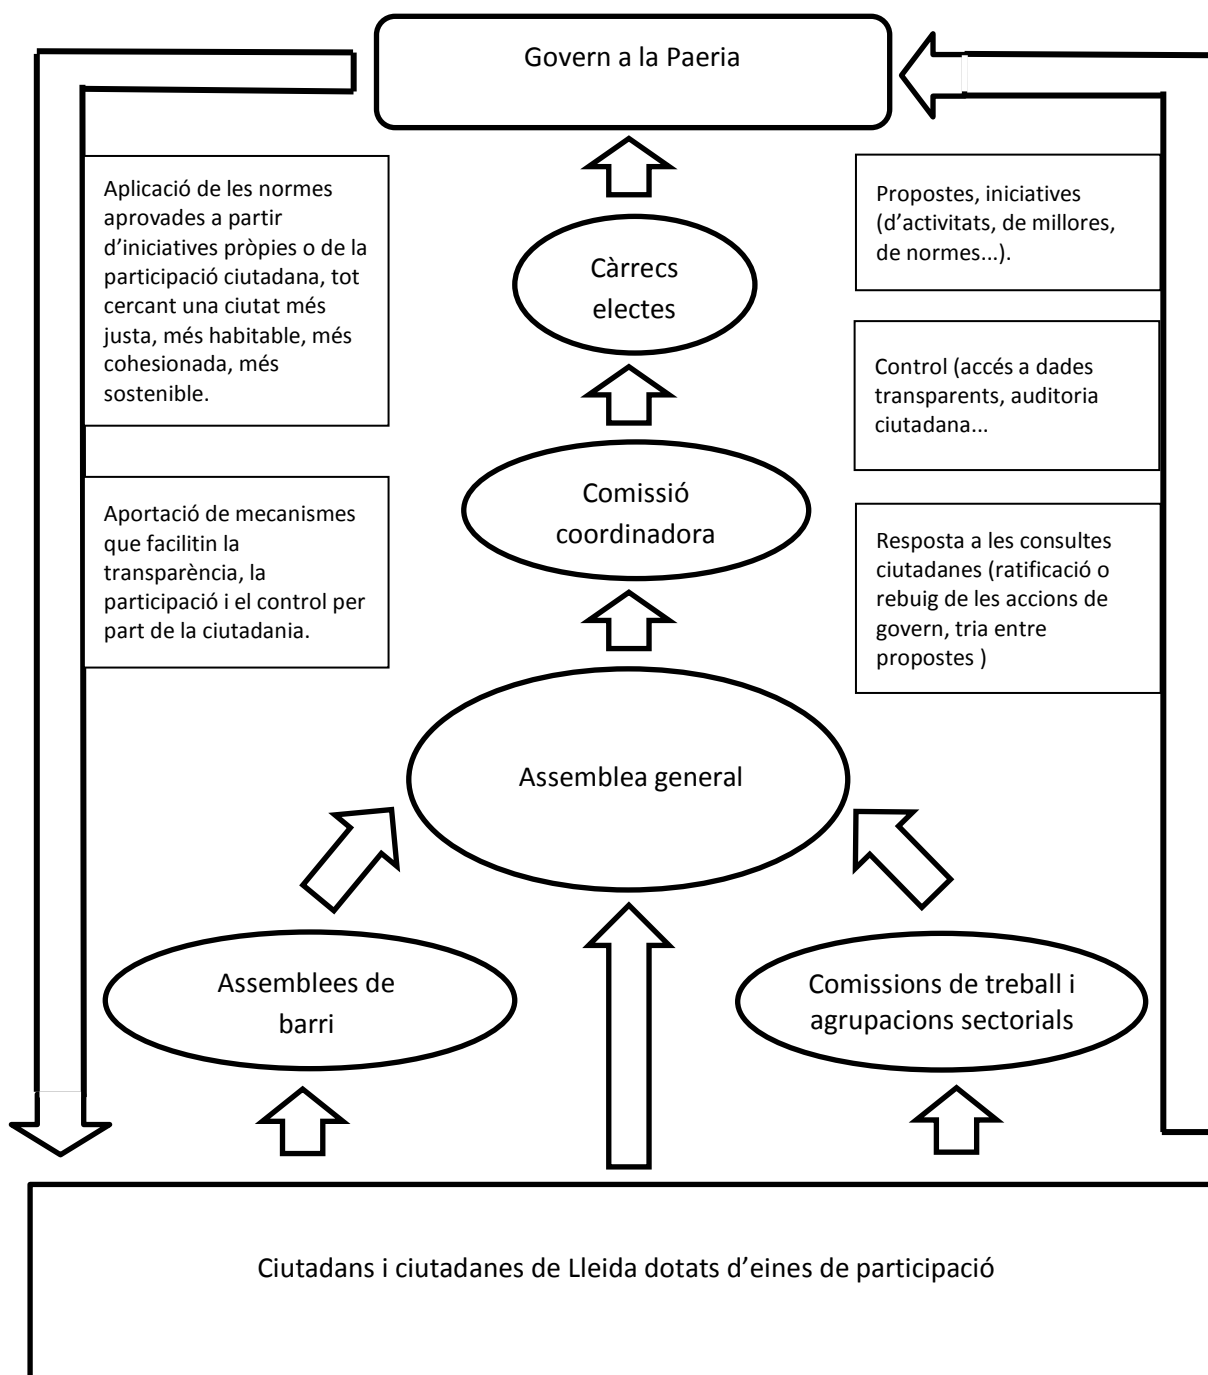 Govern a la Paeria
Aplicació de les normes
aprovades a partir
d’iniciatives pròpies o de la
participació ciutadana, tot
cercant una ciutat més
justa, més habitable, més
cohesionada, més
sostenible.
Propostes, iniciatives
(d’activitats, de millores,
de normes...).
Càrrecs
electes
Control (accés a dades
transparents, auditoria
ciutadana...
Aportació de mecanismes
que facilitin la
transparència, la
participació i el control per
part de la ciutadania.
Comissió
coordinadora
Resposta a les consultes
ciutadanes (ratificació o
rebuig de les accions de
govern, tria entre
propostes )
Assemblea general
Assemblees de
barri
Comissions de treball i
agrupacions sectorials
Ciutadans i ciutadanes de Lleida dotats d’eines de participació